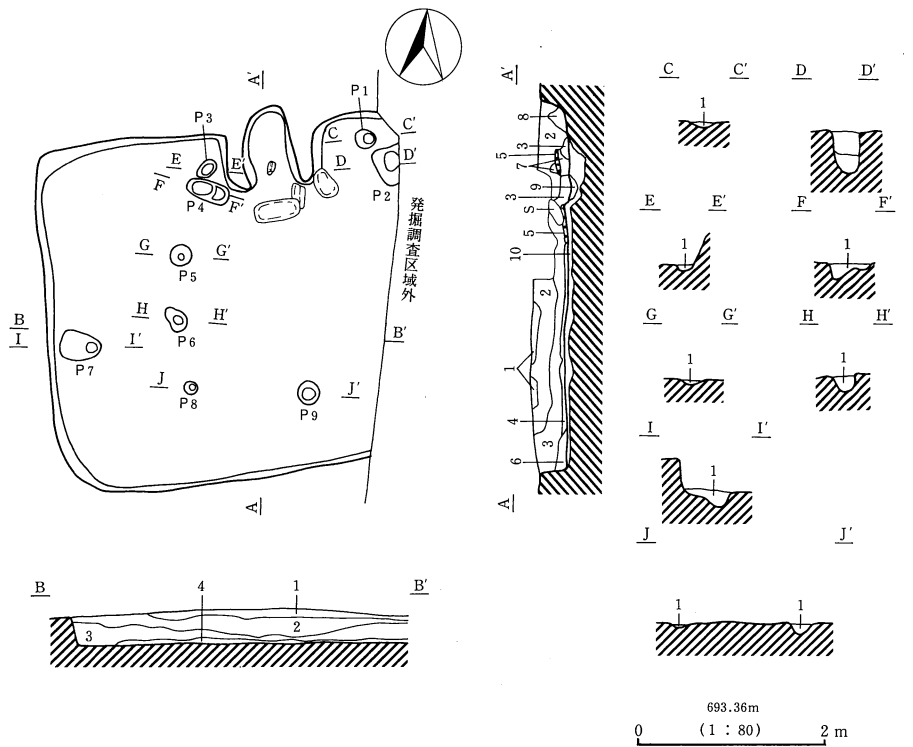 A A'
P1
P3
C C'
E E'
D D'
F F'
P4
P2
発掘調査区域外
G G'
P5
B B'
H H'
I I'
P6
P7
J J'
P8
P9
A
A'
8
2
3
5
7
9
3
S
5
10
2
1
4
3
6
A
C C' D D'
1
E E' F F'
1 1
G G' H H'
1 1
I I'
1
J J'
1 1
B 4 1 B'
2
3
693.36m
0 (1:80) 2m